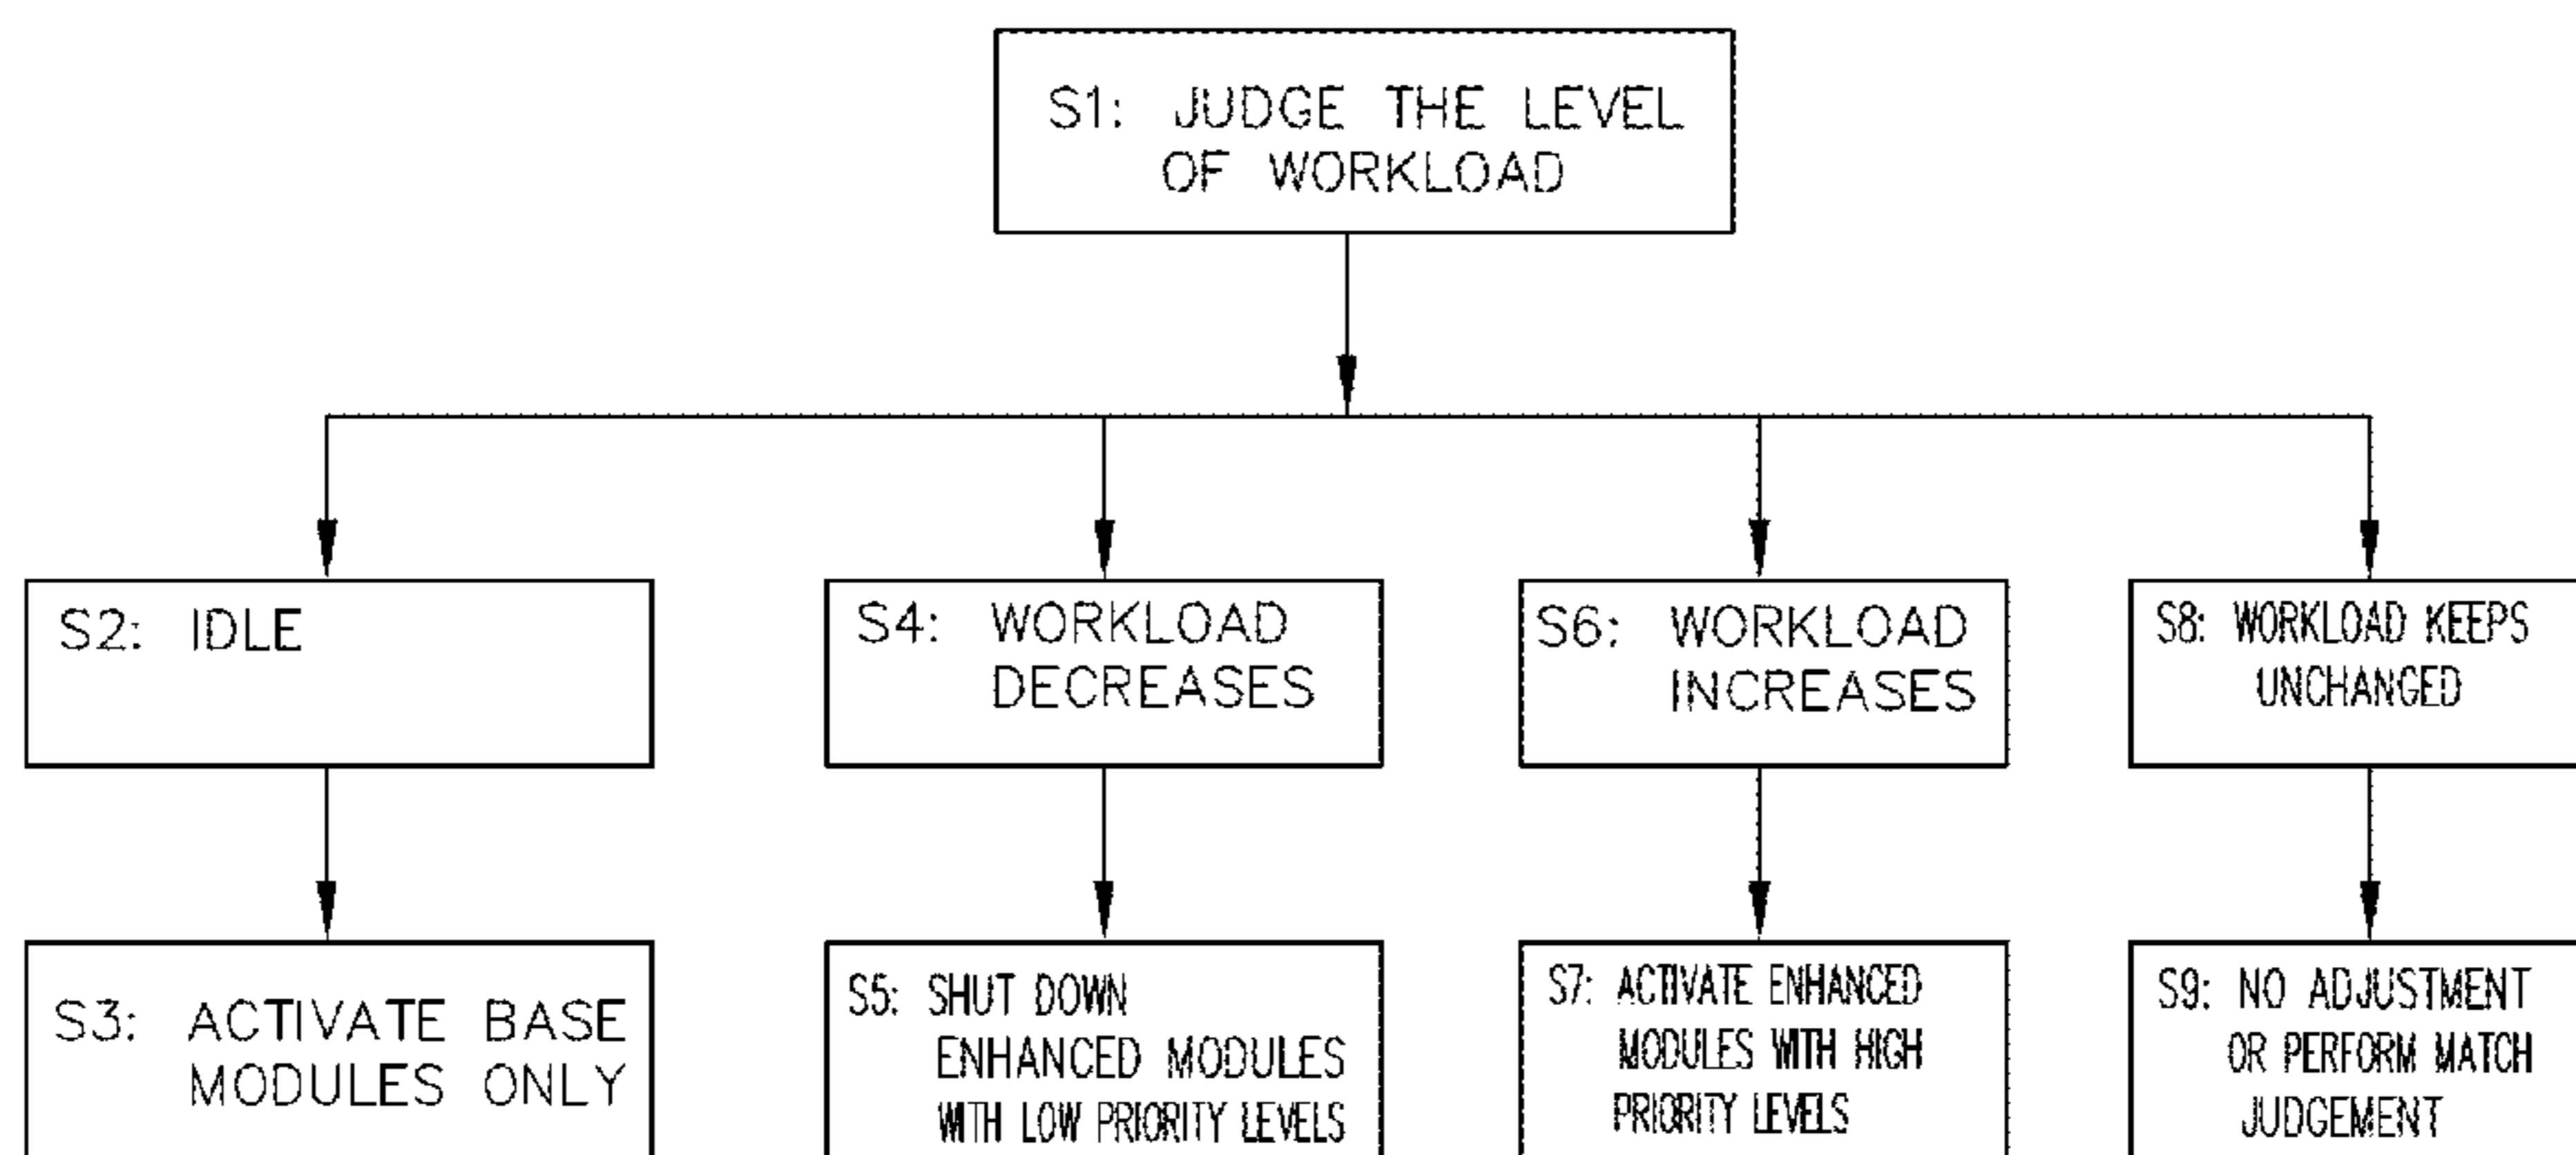 S1: JUDGE THE LEVEL
OF WORKLOAD
S2: IDLE
S4: WORKLOAD
DECREASES
S6: WORKLOAD
INCREASES
S8: WORKLOAD KEEPS
UNCHANGED
S3: ACTIVATE BASE
MODULES ONLY
S5: SHUT DOWN
ENHANCED MODULES
WITH LOW PRIORITY LEVELS
S7: ACTIVATE ENHANCED
MODULES WITH HIGH
PRIORITY LEVELS
S9: NO ADJUSTMENT
OR PERFORM MATCH
JUDGEMENT